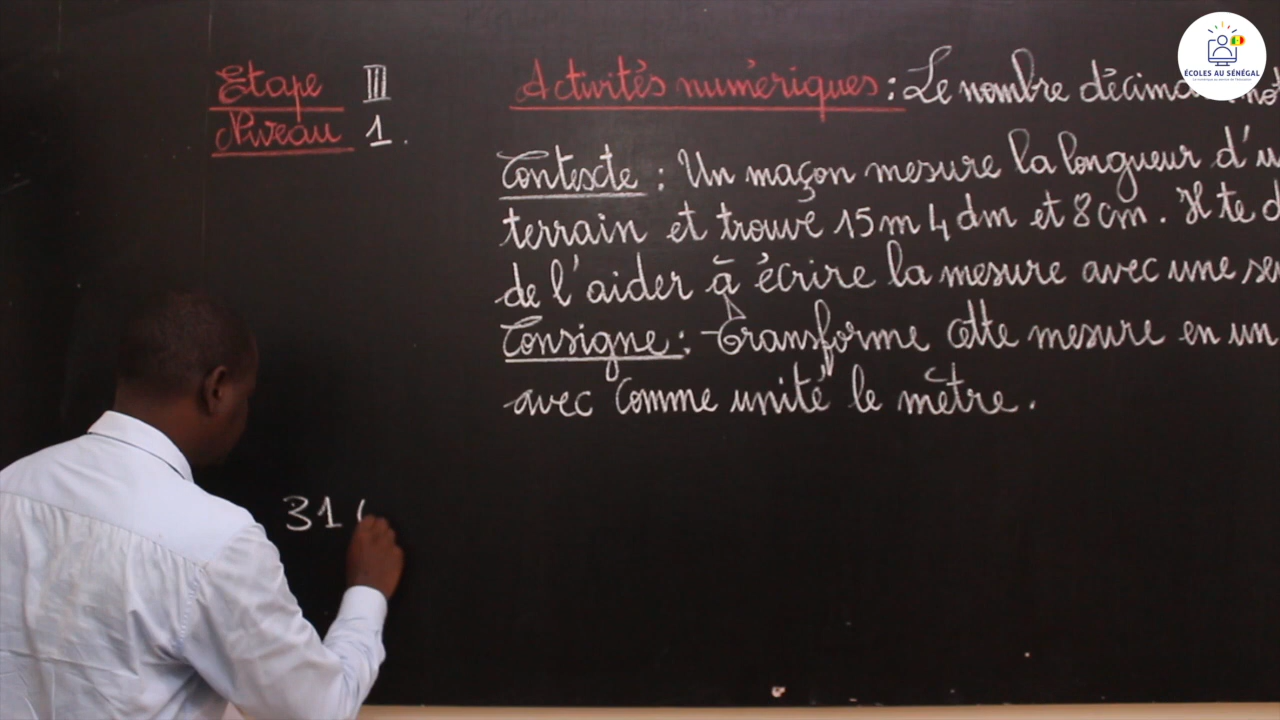 ÉCOLES AU SÉNÉGAL
Etape III
Niveau 1.
Activités numériques : Le nombre décima
Contexte : Un maçon mesure la longueur d'u
terrain et trouve 15 m 4 dm et 8 cm. Il te d
de l'aider à écrire la mesure avec une se
Consigne : Transforme cette mesure en un
avec comme unité le mètre.
31